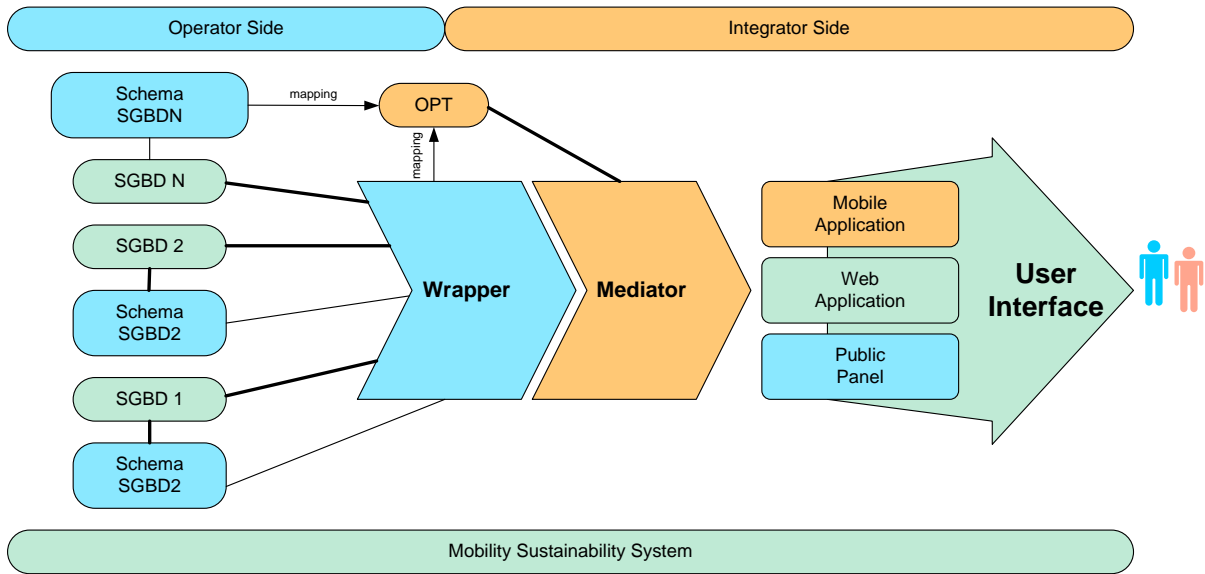 Operator Side
Integrator Side
Schema
SGBDN
mapping
OPT
mapping
SGBD N
SGBD 2
Schema
SGBD2
SGBD 1
Schema
SGBD2
Wrapper
Mediator
Mobile
Application
Web
Application
Public
Panel
User
Interface
Mobility Sustainability System